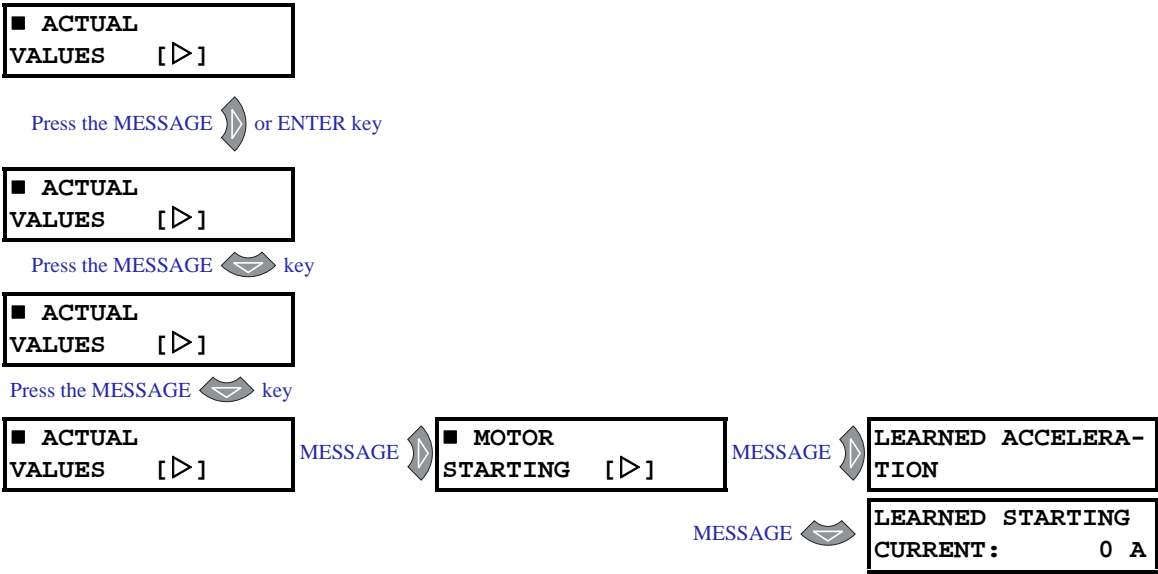 ■ ACTUAL
VALUES [▷]
Press the MESSAGE ▷ or ENTER key
■ ACTUAL
VALUES [▷]
Press the MESSAGE ▽ key
■ ACTUAL
VALUES [▷]
Press the MESSAGE ▽ key
■ ACTUAL
VALUES [▷]
MESSAGE ▷
■ MOTOR
STARTING [▷]
MESSAGE ▷
LEARNED ACCELERA-
TION
MESSAGE ▽
LEARNED STARTING
CURRENT: 0 A